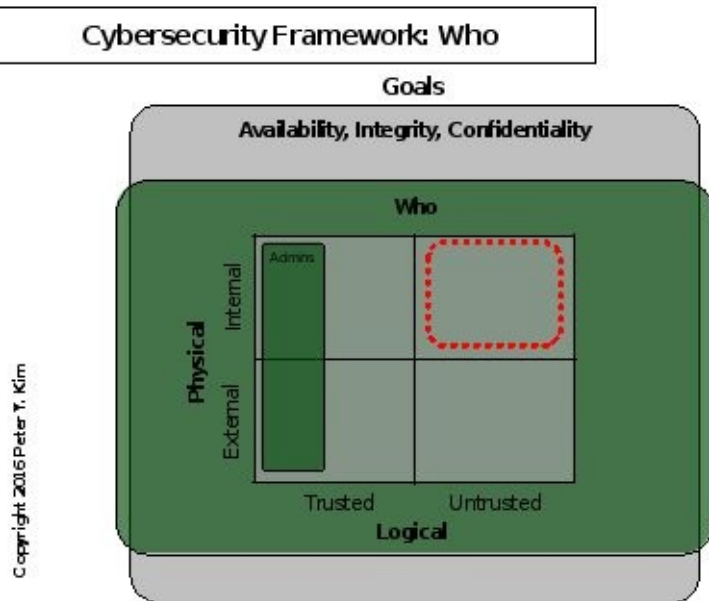 Cybersecurity Framework: Who
Goals
Availability, Integrity, Confidentiality
Who
Admins
Internal
External
Physical
Trusted
Untrusted
Logical
Copyright 2016 Peter Y. Kim